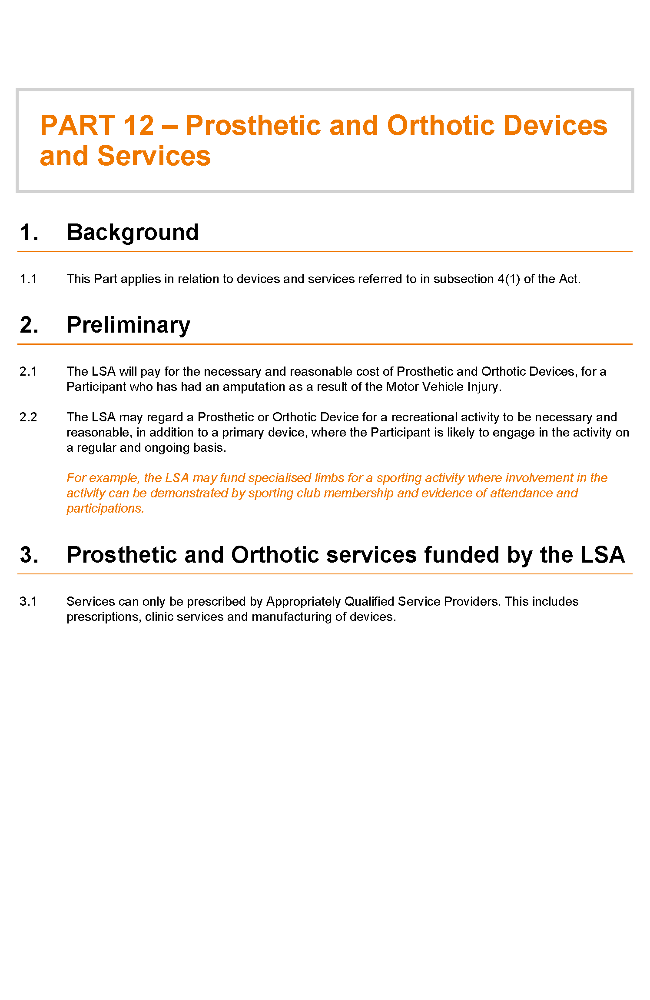 PART 12 – Prosthetic and Orthotic Devices
and Services
1. Background
1.1 This Part applies in relation to devices and services referred to in subsection 4(1) of the Act.
2. Preliminary
2.1 The LSA will pay for the necessary and reasonable cost of Prosthetic and Orthotic Devices, for a
Participant who has had an amputation as a result of the Motor Vehicle Injury.
2.2 The LSA may regard a Prosthetic or Orthotic Device for a recreational activity to be necessary and
reasonable, in addition to a primary device, where the Participant is likely to engage in the activity on
a regular and ongoing basis.
For example, the LSA may fund specialised limbs for a sporting activity where involvement in the
activity can be demonstrated by sporting club membership and evidence of attendance and
participations.
3. Prosthetic and Orthotic services funded by the LSA
3.1 Services can only be prescribed by Appropriately Qualified Service Providers. This includes
prescriptions, clinic services and manufacturing of devices.